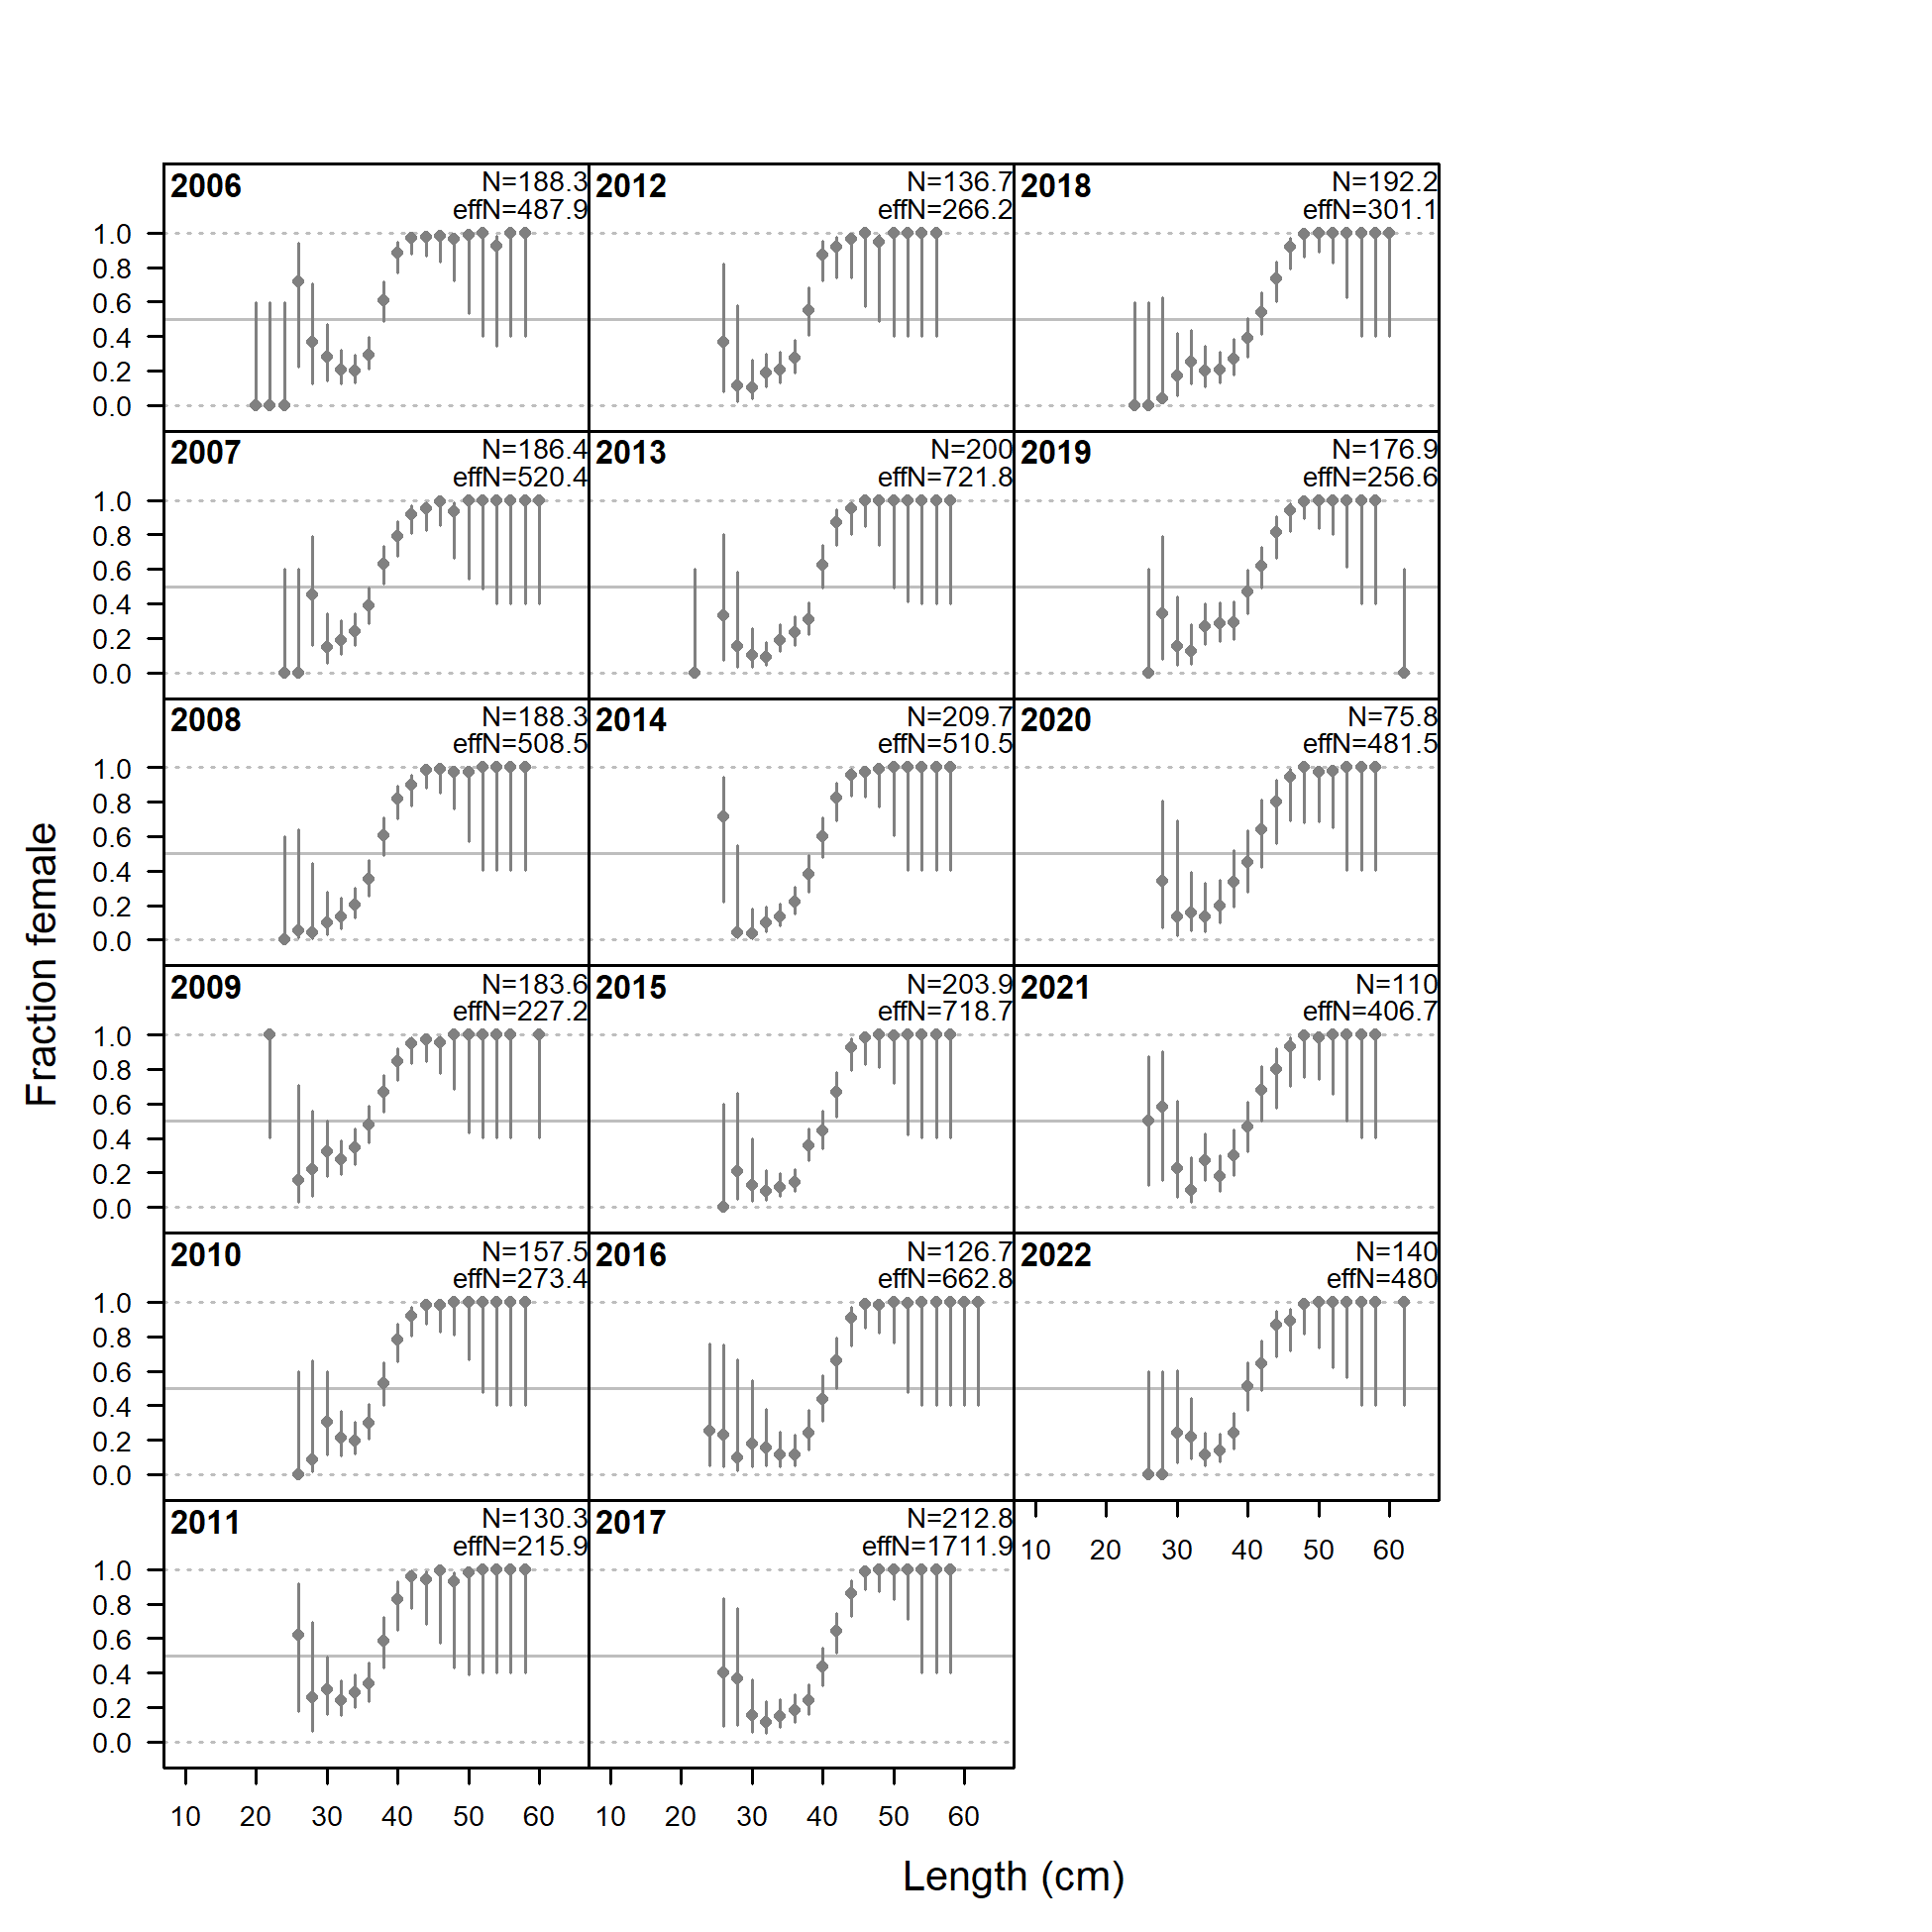 2006
N=188.3
effN=487.9
2012
N=136.7
effN=266.2
2018
N=192.2
effN=301.1
1.0
0.8
0.6
0.4
0.2
0.0
2007
N=186.4
effN=520.4
2013
N=200
effN=721.8
2019
N=176.9
effN=256.6
1.0
0.8
0.6
0.4
0.2
0.0
2008
N=188.3
effN=508.5
2014
N=209.7
effN=510.5
2020
N=75.8
effN=481.5
1.0
0.8
0.6
0.4
0.2
0.0
Fraction female
2009
N=183.6
effN=227.2
2015
N=203.9
effN=718.7
2021
N=110
effN=406.7
1.0
0.8
0.6
0.4
0.2
0.0
2010
N=157.5
effN=273.4
2016
N=126.7
effN=662.8
2022
N=140
effN=480
1.0
0.8
0.6
0.4
0.2
0.0
2011
N=130.3
effN=215.9
2017
N=212.8
effN=1711.9
10 20 30 40 50 60
1.0
0.8
0.6
0.4
0.2
0.0
10 20 30 40 50 60 10 20 30 40 50 60
Length (cm)